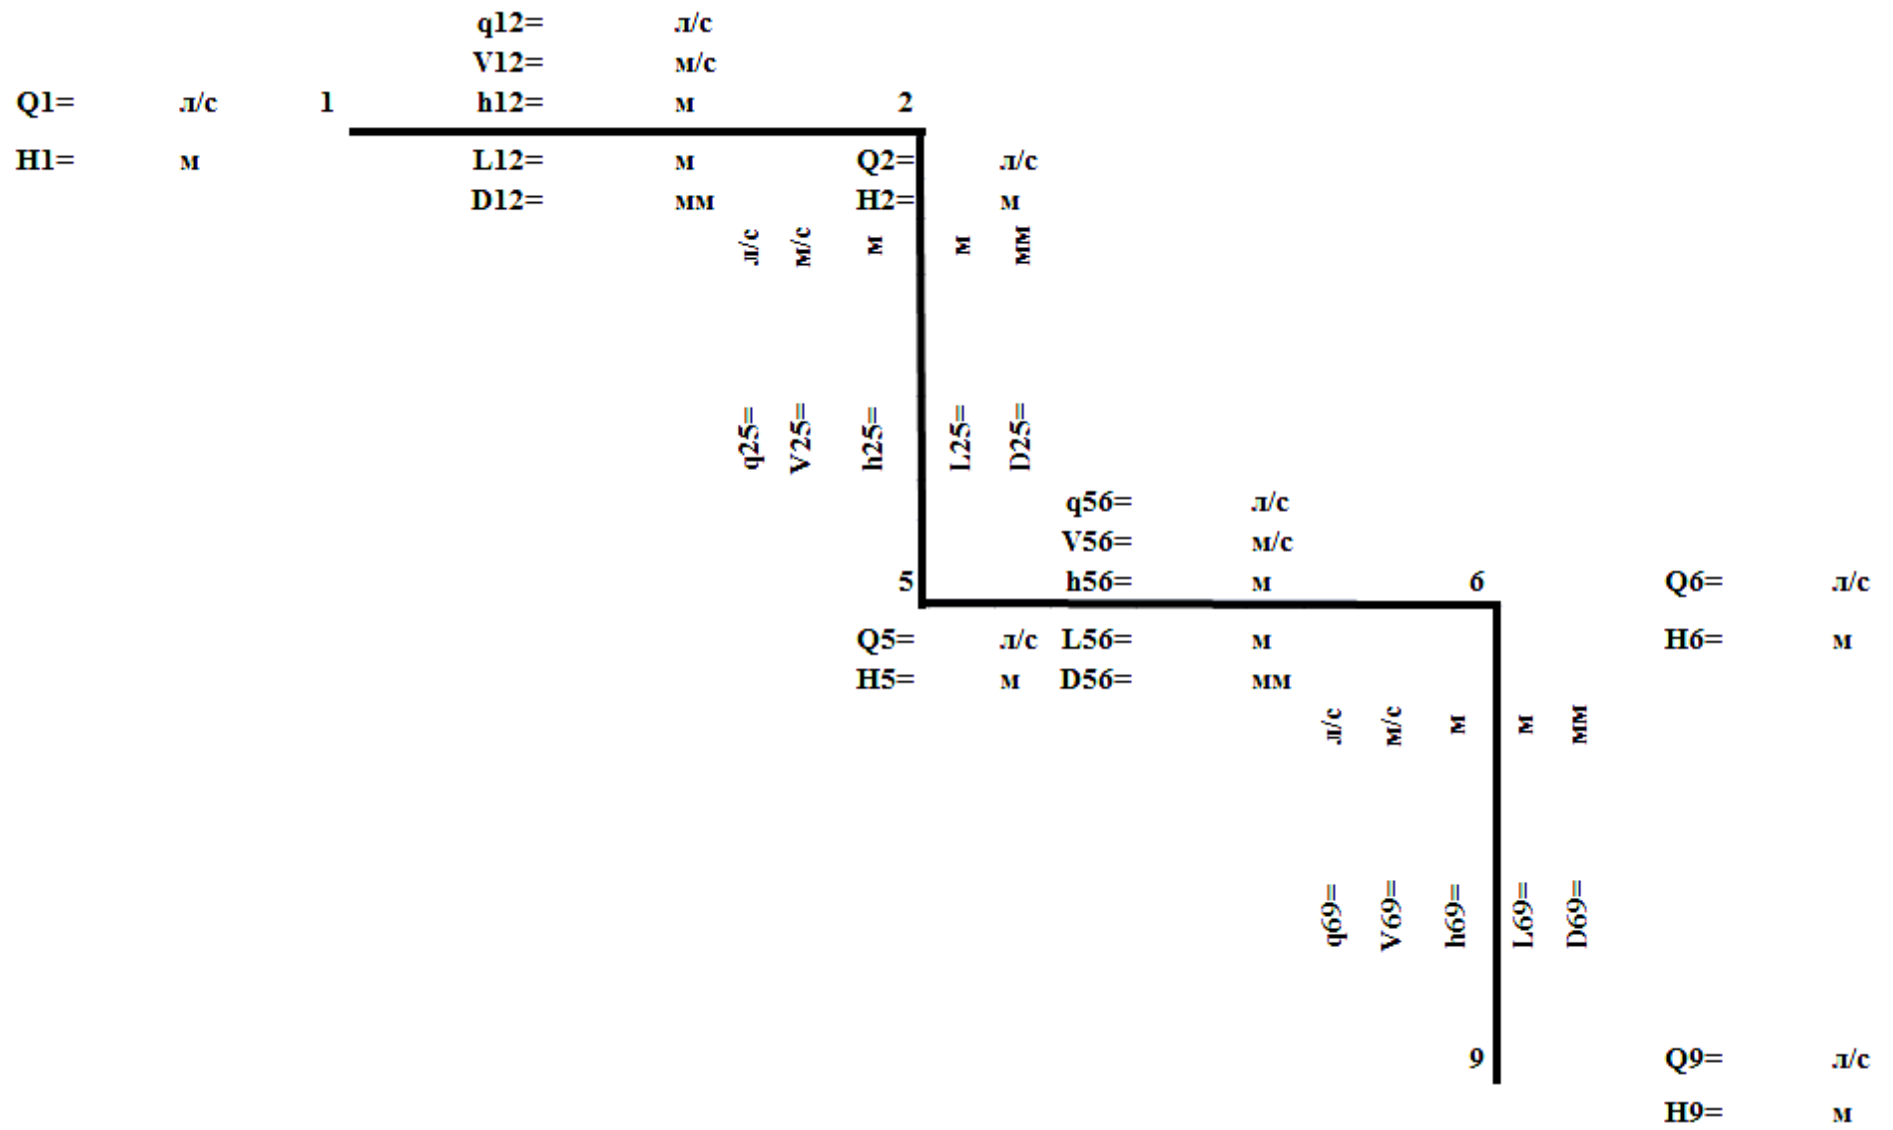 q12= л/с
V12= м/с
Q1= л/с 1 h12= м 2
H1= м L12= м Q2= л/с
D12= мм H2= м
q25= л/с
V25= м/с
h25= м
L25= м
D25= мм
q56= л/с
V56= м/с
5 h56= м 6 Q6= л/с
Q5= л/с L56= м H6= м
H5= м D56= мм
q69= л/с
V69= м/с
h69= м
L69= м
D69= мм
9 Q9= л/с
H9= м